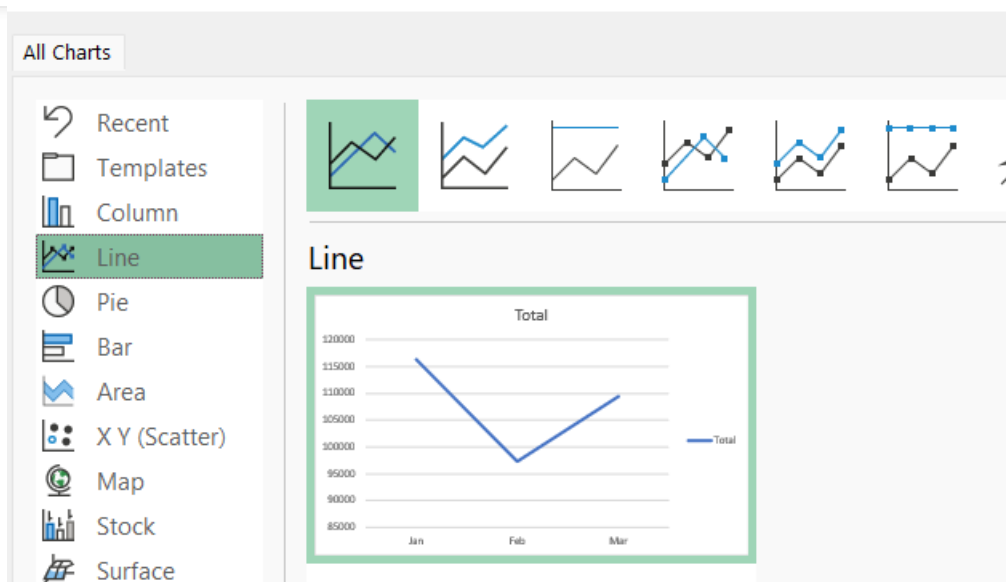 All Charts
Recent
Templates
Column
Line
Pie
Bar
Area
X Y (Scatter)
Map
Stock
Surface
Line
Total
120000
115000
110000
105000
100000
95000
90000
85000
Jan Feb Mar
Total